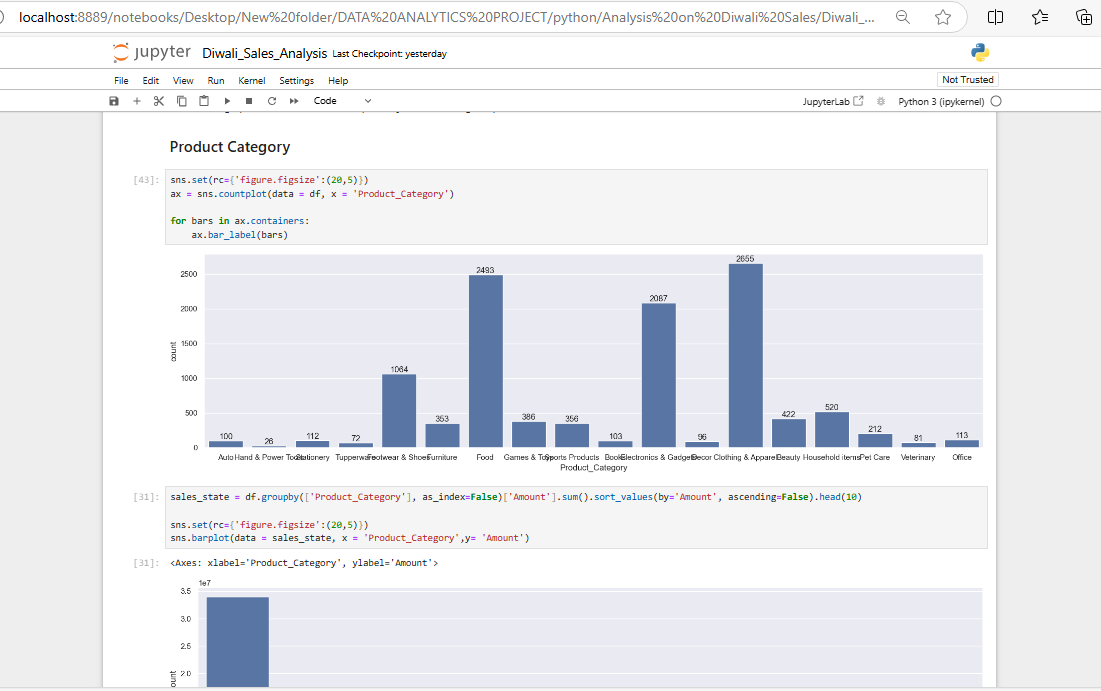 localhost:8889/notebooks/Desktop/New%20folder/DATA%20ANALYTICS%20PROJECT/python/Analysis%20on%20Diwali%20Sales/Diwali_...
jupyter Diwali_Sales_Analysis Last Checkpoint: yesterday
File Edit View Run Kernel Settings Help
Not Trusted
Code
JupyterLab
Python 3 (ipykernel)
Product Category
[43]:
sns.set(rc={'figure.figsize':(20,5)})
ax = sns.countplot(data = df, x = 'Product_Category')
for bars in ax.containers:
ax.bar_label(bars)
2500
2000
1500
1000
500
0
count
100 26 112 72 1064 353 2493 386 356 103 2087 96 2655 422 520 212 81 113
Auto Hand & Power Tools Stationery Tupperware Footwear & Shoes Furniture Food Games & Toys Sports Products Books Electronics & Gadgets Decor Clothing & Apparel Beauty Household items Pet Care Veterinary Office
Product_Category
[31]:
sales_state = df.groupby(['Product_Category'], as_index=False)['Amount'].sum().sort_values(by='Amount', ascending=False).head(10)
sns.set(rc={'figure.figsize':(20,5)})
sns.barplot(data = sales_state, x = 'Product_Category',y= 'Amount')
[31]:
<Axes: xlabel='Product_Category', ylabel='Amount'>
1e7
3.5
3.0
2.5
2.0